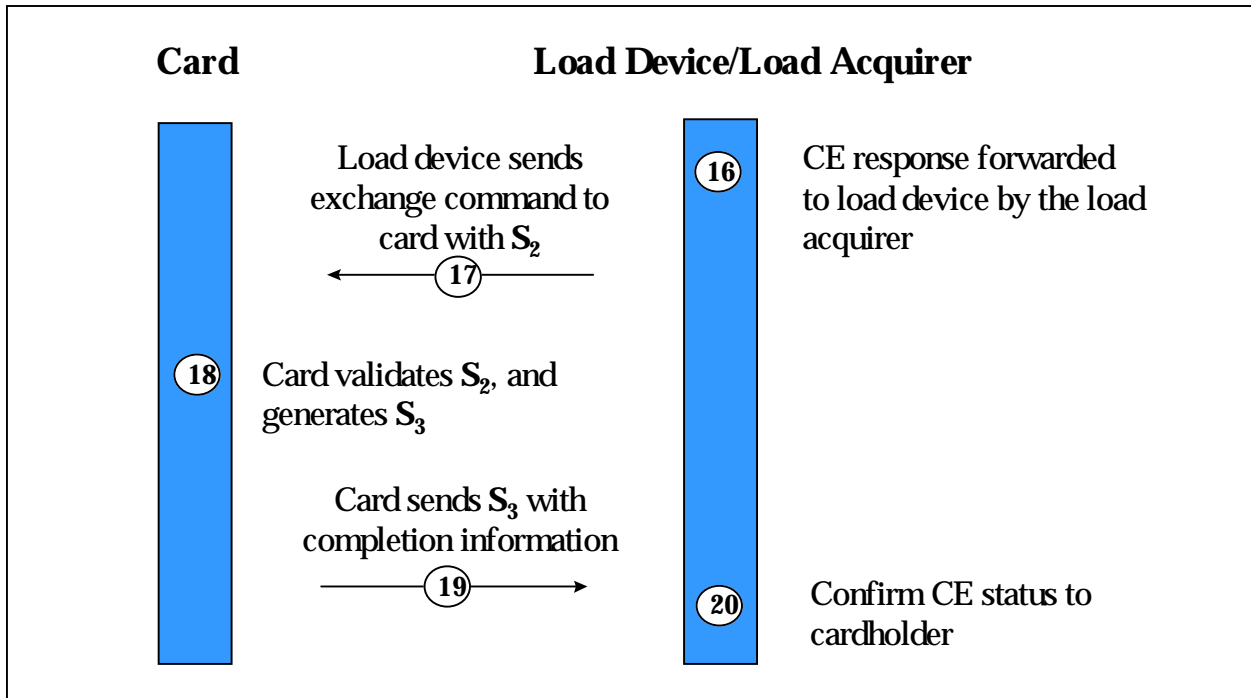 Card
Load Device/Load Acquirer
Load device sends
exchange command to
card with S₂
17
16
CE response forwarded
to load device by the load
acquirer
18
Card validates S₂, and
generates S₃
Card sends S₃ with
completion information
19
20
Confirm CE status to
cardholder